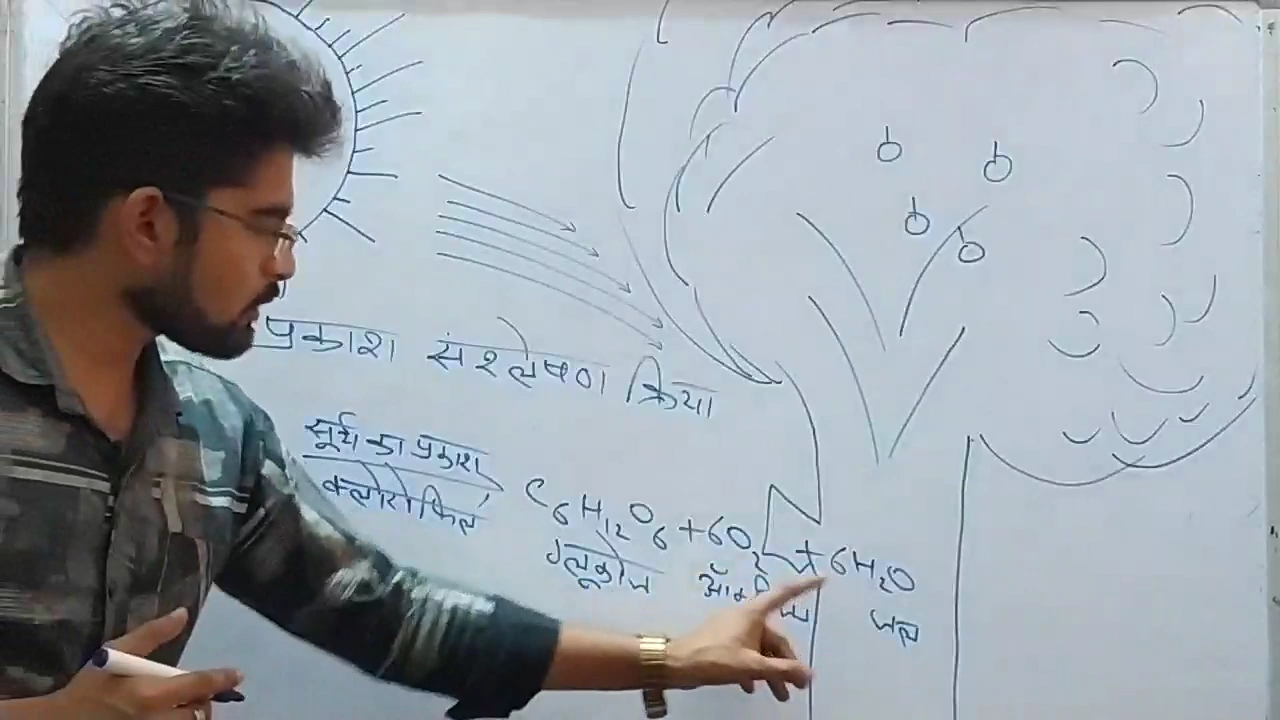 प्रकाश संश्लेषण क्रिया
सूर्य का प्रकाश
क्लोरोफिल
C₆H₁₂O₆ + 6O₂ + 6H₂O
ग्लूकोज जल